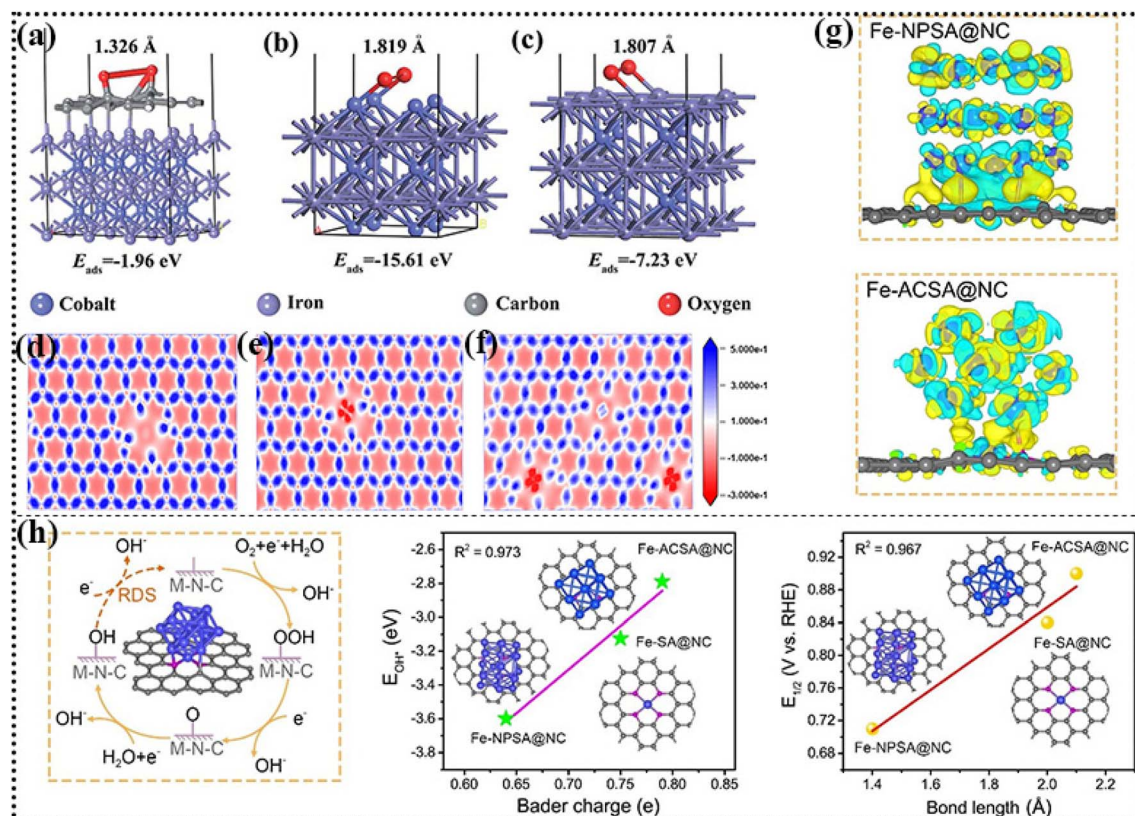 (a)
1.326 Å
E_ads=-1.96 eV
(b)
1.819 Å
E_ads=-15.61 eV
(c)
1.807 Å
E_ads=-7.23 eV
Cobalt
Iron
Carbon
Oxygen
(d)
(e)
(f)
5.000e-1
3.000e-1
1.000e-1
-1.000e-1
-3.000e-1
(g)
Fe-NPSA@NC
Fe-ACSA@NC
(h)
OH⁻
O₂+e⁻+H₂O
e⁻
RDS
M-N-C
OH⁻
OH
M-N-C
OOH
M-N-C
OH⁻
O
M-N-C
e⁻
H₂O+e⁻
OH⁻
R² = 0.973
Fe-ACSA@NC
Fe-SA@NC
Fe-NPSA@NC
E_OH* (eV)
-2.6
-2.8
-3.0
-3.2
-3.4
-3.6
-3.8
0.60
0.65
0.70
0.75
0.80
0.85
Bader charge (e)
R² = 0.967
Fe-ACSA@NC
Fe-SA@NC
Fe-NPSA@NC
E_1/2 (V vs. RHE)
0.92
0.88
0.84
0.80
0.76
0.72
0.68
1.4
1.6
1.8
2.0
2.2
Bond length (Å)